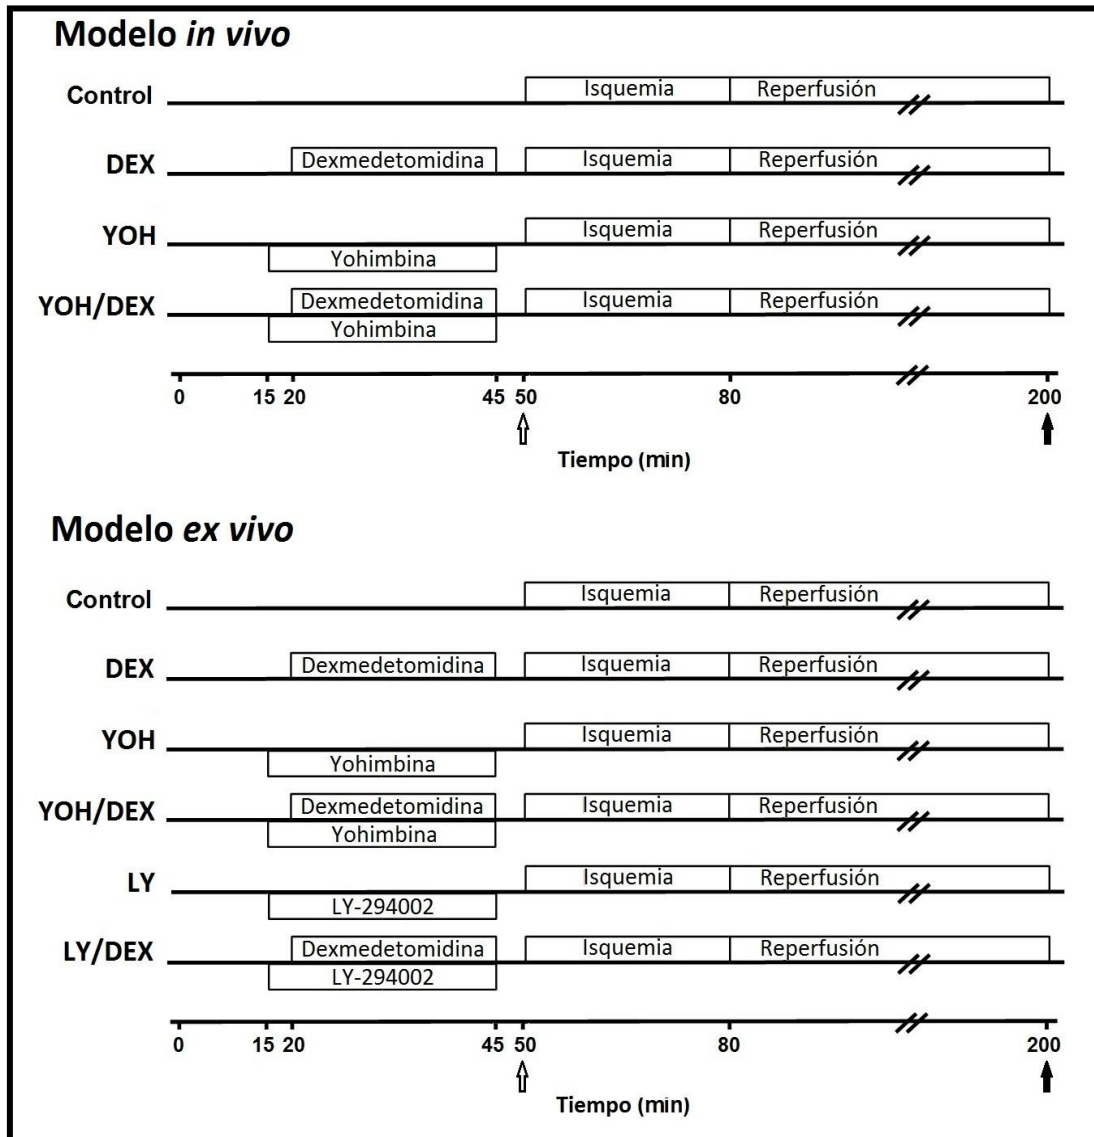 Modelo in vivo
Control Isquemia Reperfusión
DEX Dexmedetomidina Isquemia Reperfusión
YOH Isquemia Reperfusión
Yohimbina
YOH/DEX Dexmedetomidina Isquemia Reperfusión
Yohimbina
0 15 20 45 50 80 200
Tiempo (min)
Modelo ex vivo
Control Isquemia Reperfusión
DEX Dexmedetomidina Isquemia Reperfusión
YOH Isquemia Reperfusión
Yohimbina
YOH/DEX Dexmedetomidina Isquemia Reperfusión
Yohimbina
LY Isquemia Reperfusión
LY-294002
LY/DEX Dexmedetomidina Isquemia Reperfusión
LY-294002
0 15 20 45 50 80 200
Tiempo (min)